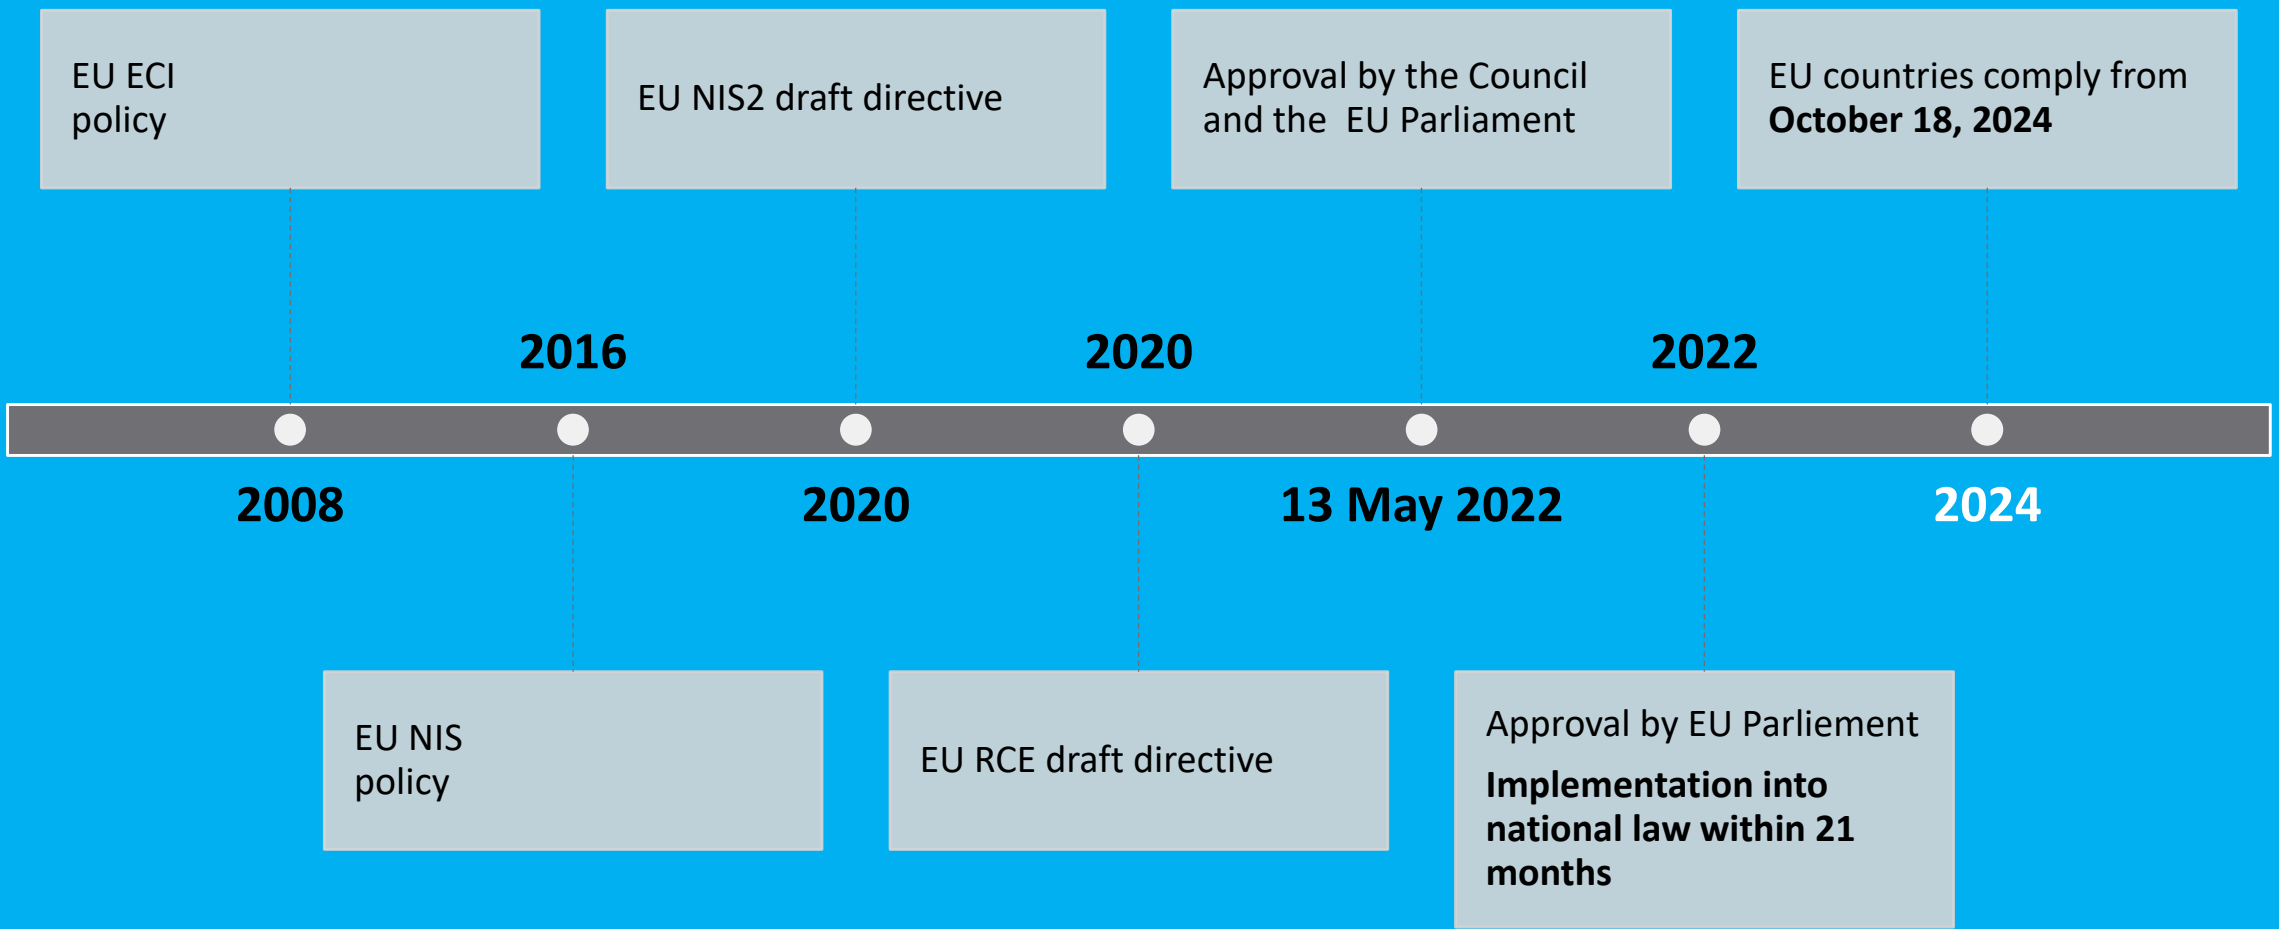 EU ECI
policy
EU NIS2 draft directive
Approval by the Council
and the  EU Parliament
EU countries comply from
October 18, 2024
2016
2020
2022
2008
2020
13 May 2022
2024
EU NIS
policy
EU RCE draft directive
Approval by EU Parliement
Implementation into
national law within 21
months